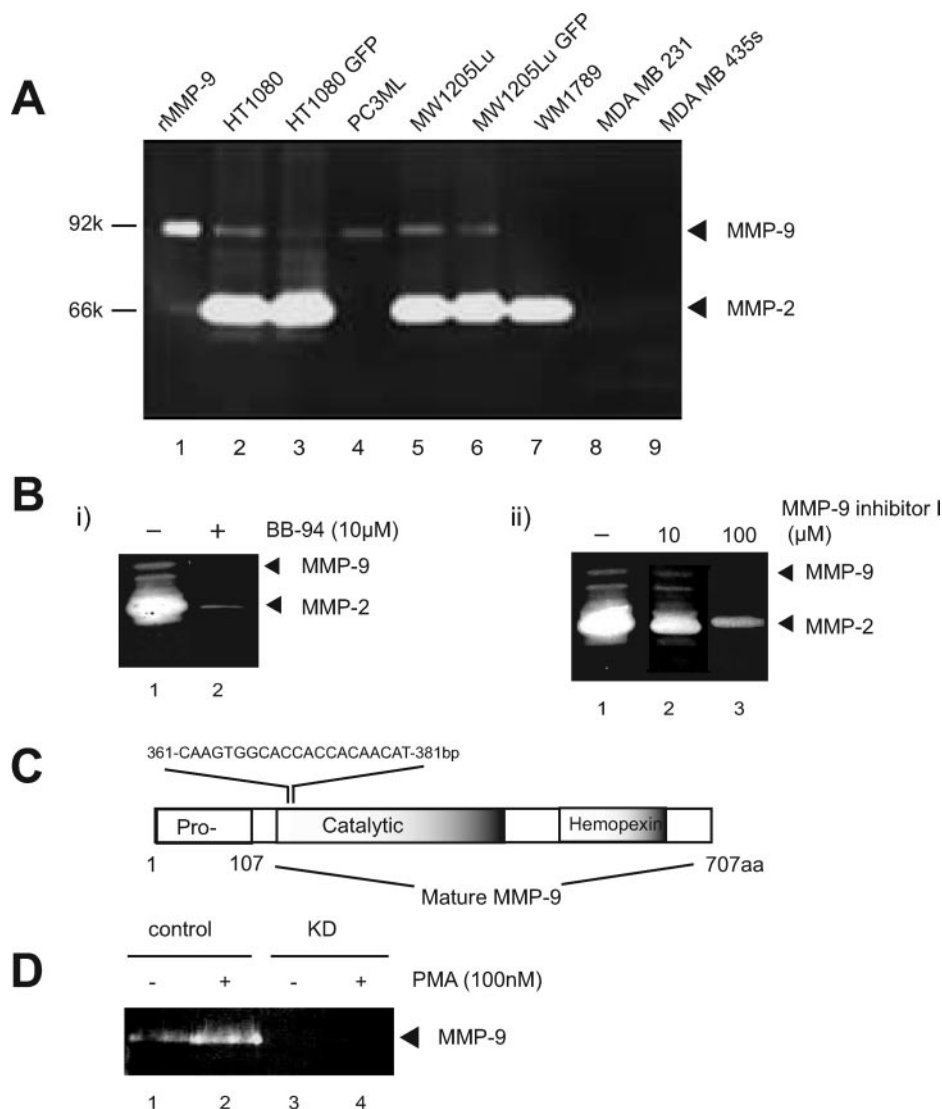 A
rMMP-9
HT1080
HT1080 GFP
PC3ML
MW1205Lu
MW1205Lu GFP
WM1789
MDA MB 231
MDA MB 435s
92k
MMP-9
66k
MMP-2
1 2 3 4 5 6 7 8 9
B
i)
− + BB-94 (10µM)
MMP-9
MMP-2
1 2
ii)
MMP-9 inhibitor I
− 10 100 (µM)
MMP-9
MMP-2
1 2 3
C
361-CAAGTGGCACCACCACAACAT-381bp
Pro- Catalytic Hemopexin
1 107 707aa
Mature MMP-9
D
control KD
- + - + PMA (100nM)
MMP-9
1 2 3 4